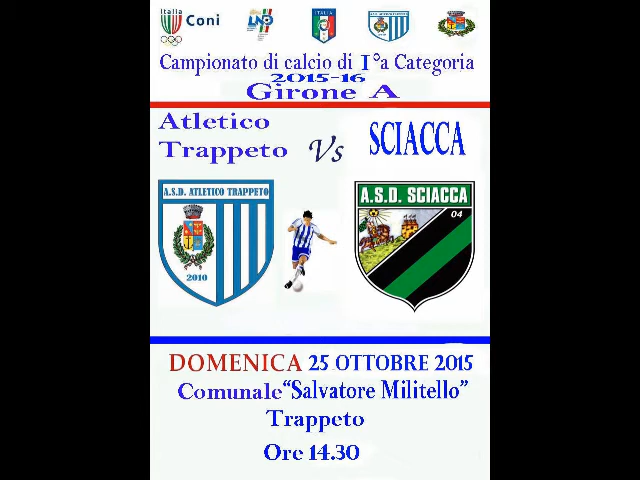 Italia
Coni
LND
Campionato di calcio di I°a Categoria
2015-16
Girone A
Atletico
Trappeto
Vs
SCIACCA
A.S.D. ATLETICO TRAPPETO
2010
A.S.D. SCIACCA
04
DOMENICA 25 OTTOBRE 2015
Comunale“Salvatore Militello”
Trappeto
Ore 14.30